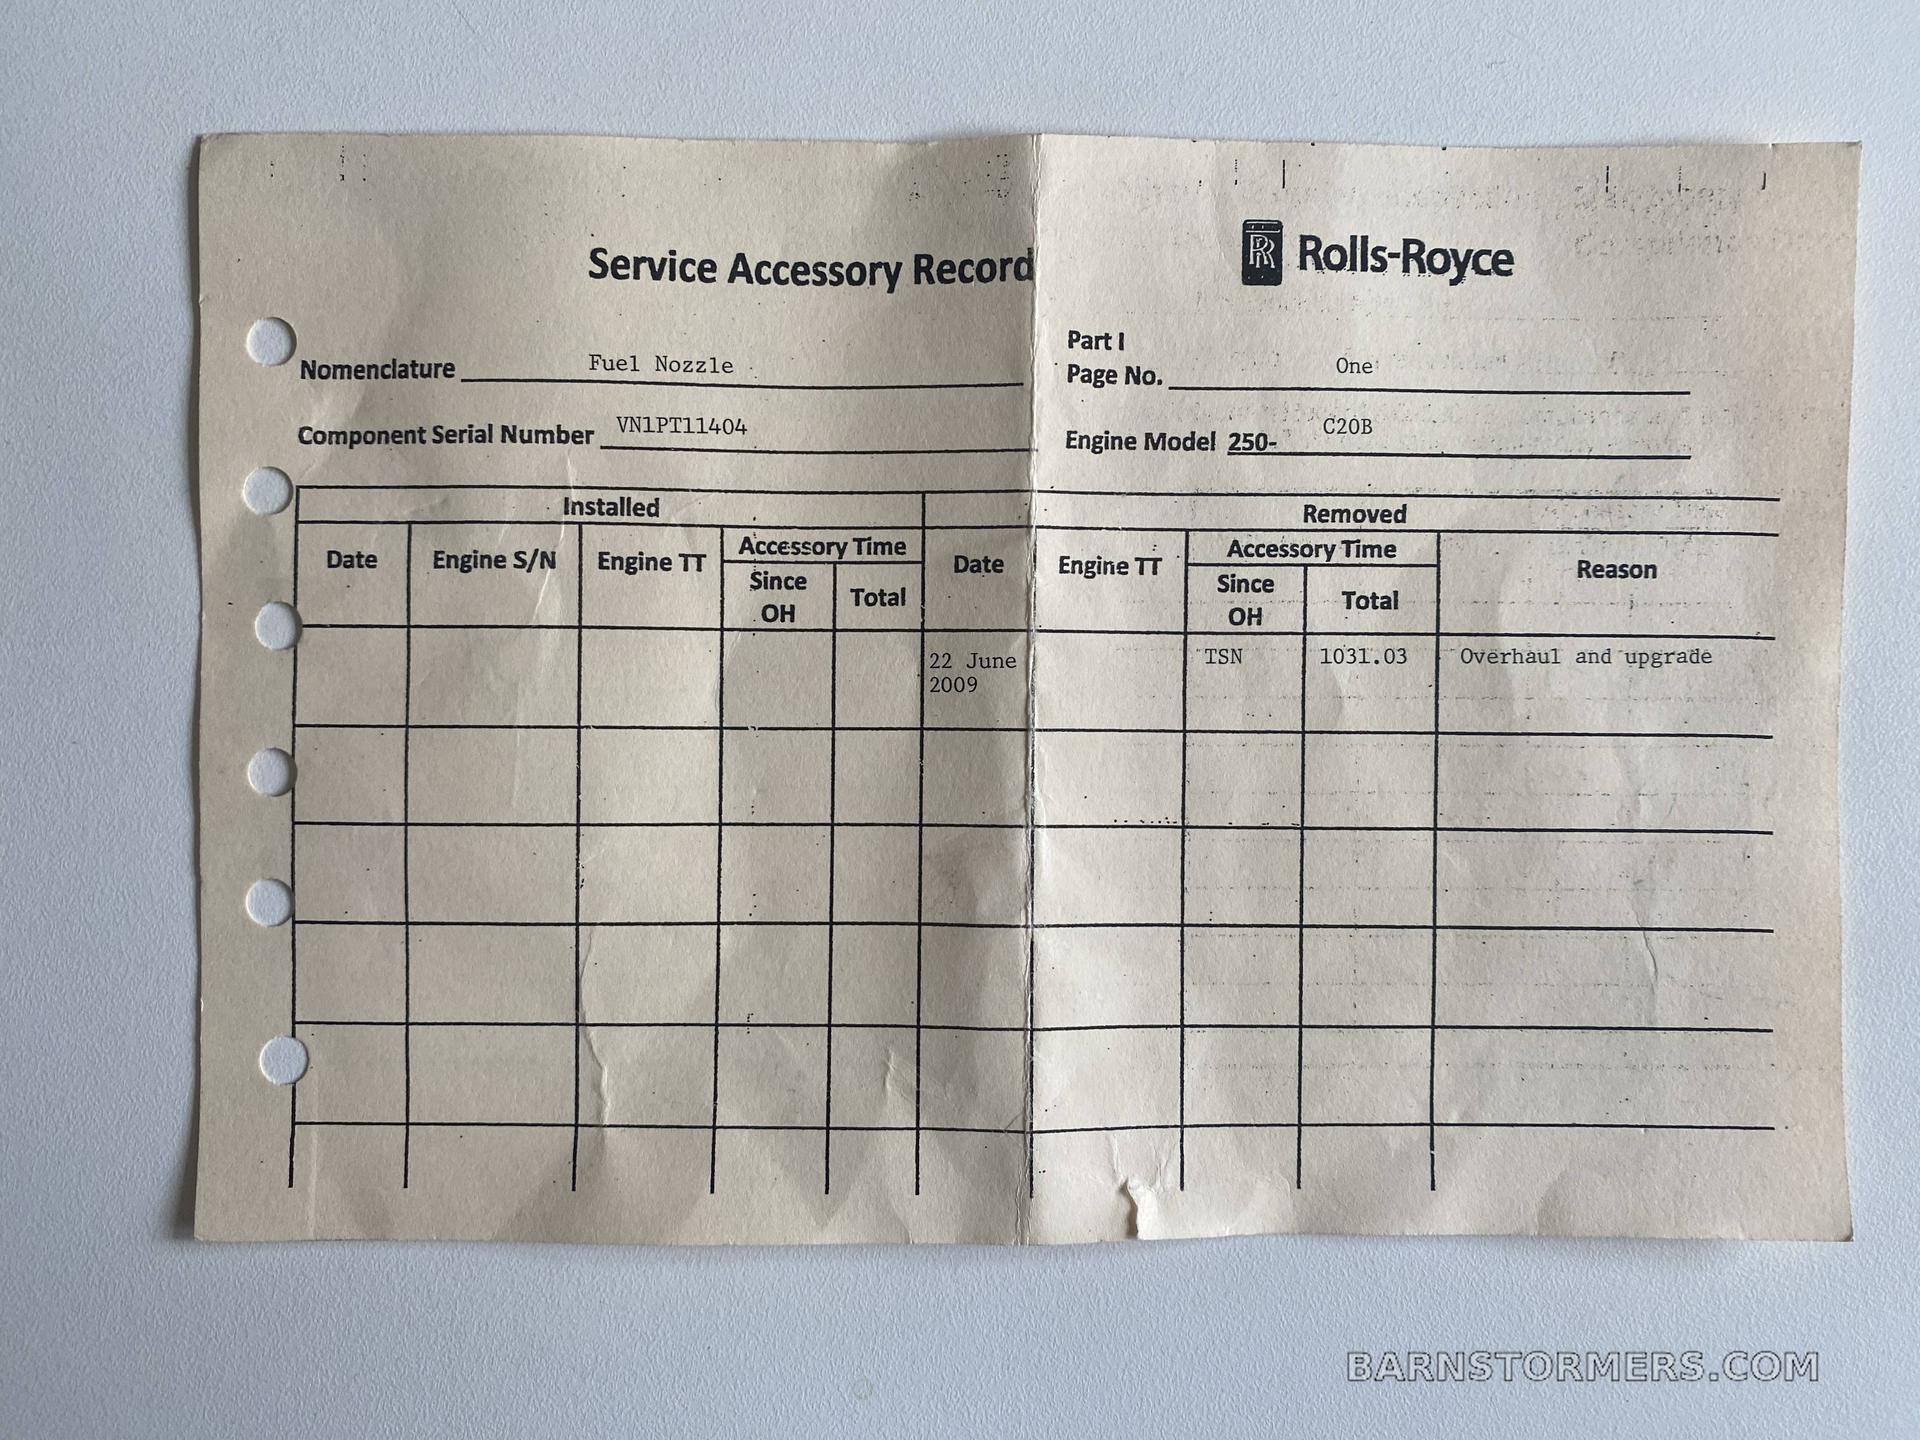 Service Accessory Record
RR Rolls-Royce
Nomenclature Fuel Nozzle
Part I
Page No. One
Component Serial Number VN1PT11404
Engine Model 250- C20B
Installed Removed
Date Engine S/N Engine TT Accessory Time Since OH Total Date Engine TT Accessory Time Since OH Total Reason
22 June 2009 TSN 1031.03 Overhaul and upgrade
BARNSTORMERS.COM